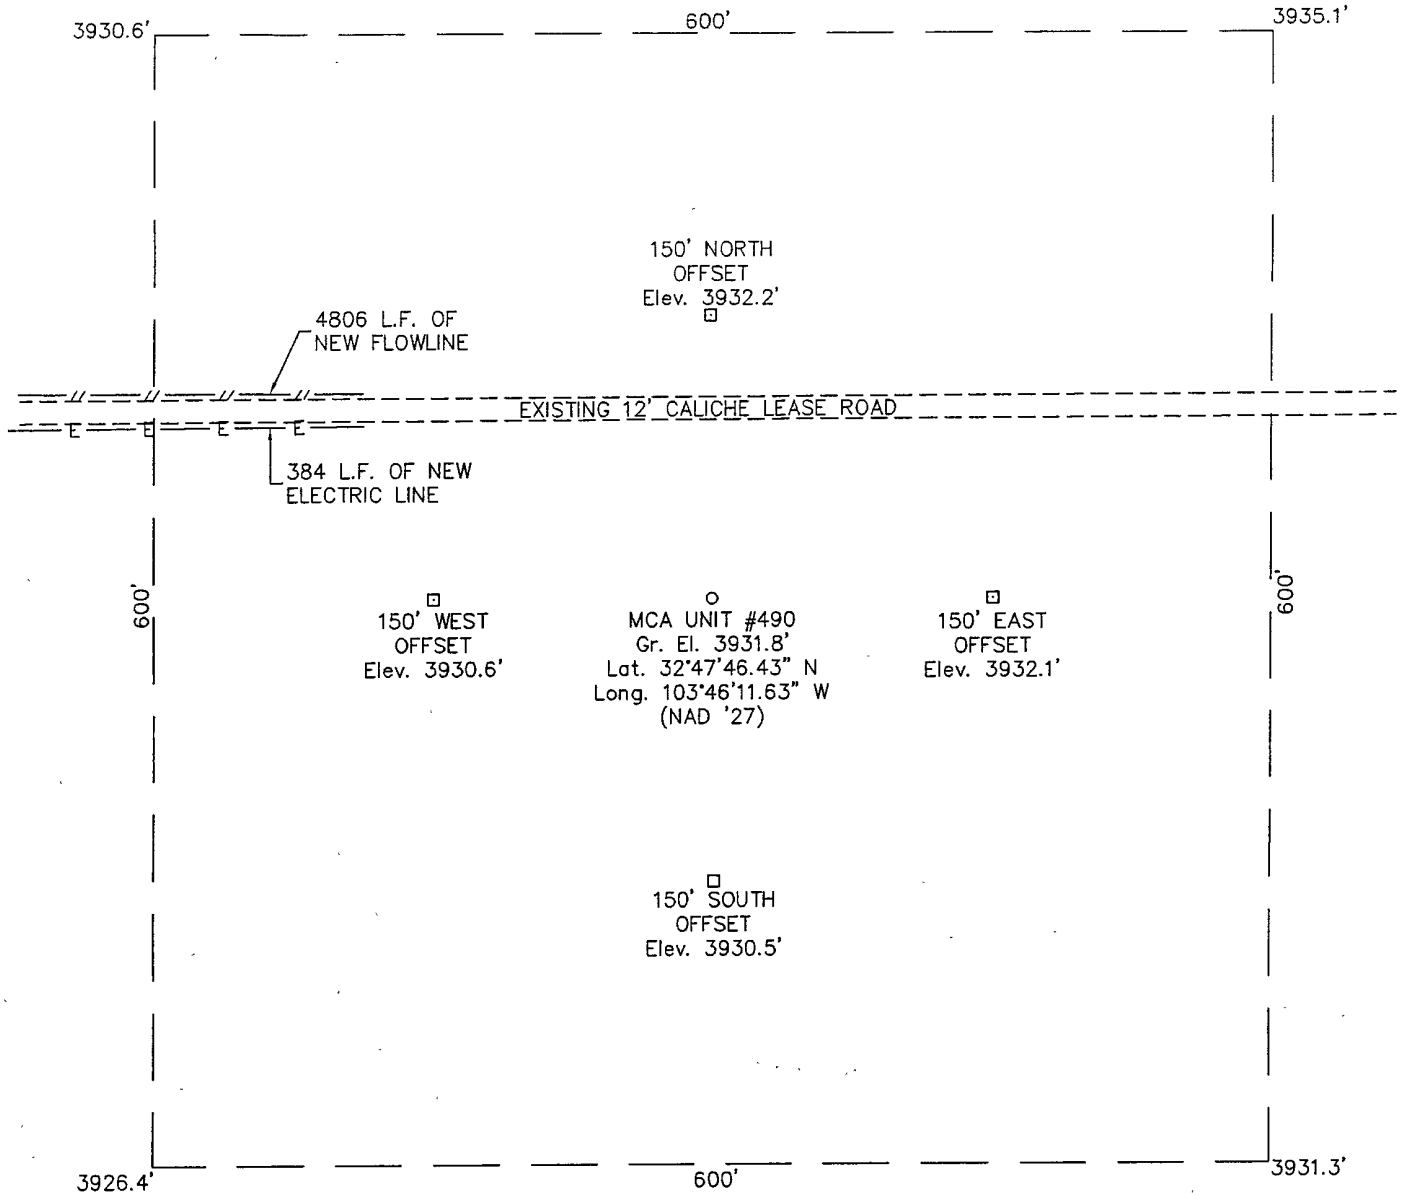 3930.6'
600'
3935.1'
150' NORTH
OFFSET
Elev. 3932.2'
4806 L.F. OF
NEW FLOWLINE
EXISTING 12' CALICHE LEASE ROAD
E E E E
384 L.F. OF NEW
ELECTRIC LINE
600'
150' WEST
OFFSET
Elev. 3930.6'
MCA UNIT #490
Gr. El. 3931.8'
Lat. 32°47'46.43" N
Long. 103°46'11.63" W
(NAD '27)
150' EAST
OFFSET
Elev. 3932.1'
600'
150' SOUTH
OFFSET
Elev. 3930.5'
3926.4'
600'
3931.3'